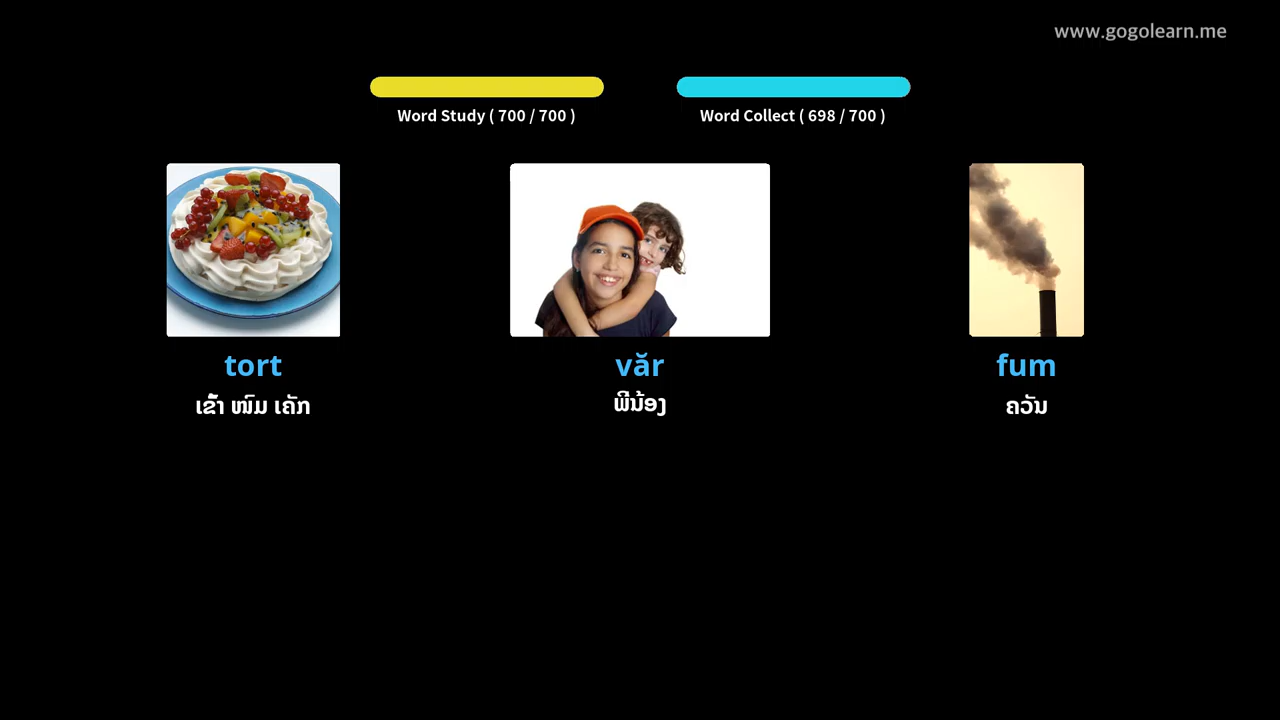 www.gogolearn.me
Word Study ( 700 / 700 )
Word Collect ( 698 / 700 )
tort
văr
fum
ເຂົ້າ ໜົມ ເຄັກ
ພີ່ນ້ອງ
ຄວັນ